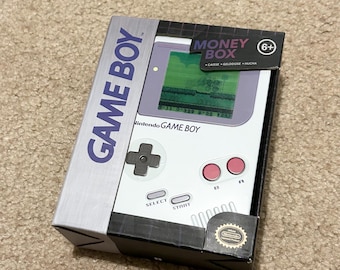 GAME BOY
MONEY
BOX
6+
Nintendo GAME BOY
B A
SELECT START